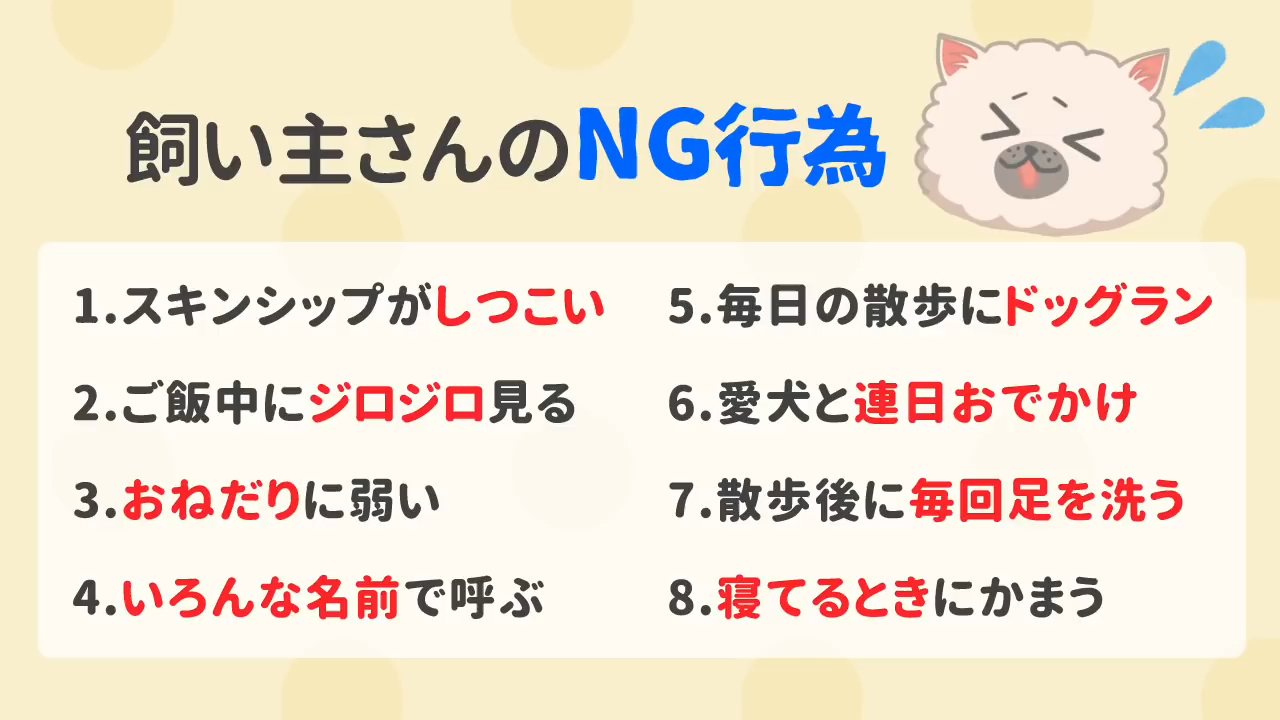 飼い主さんのNG行為
1.スキンシップがしつこい
2.ご飯中にジロジロ見る
3.おねだりに弱い
4.いろんな名前で呼ぶ
5.毎日の散歩にドッグラン
6.愛犬と連日おでかけ
7.散歩後に毎回足を洗う
8.寝てるときにかまう